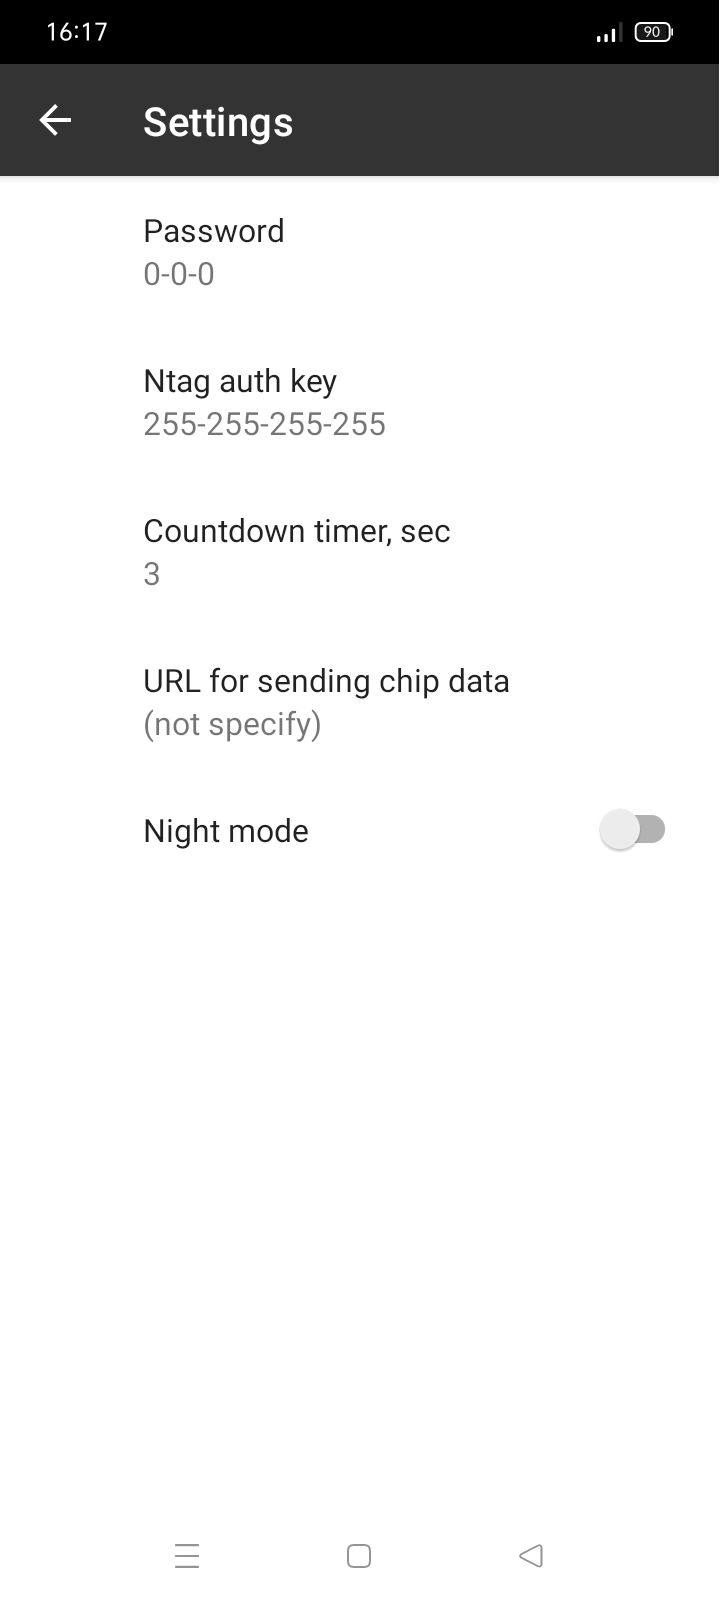 16:17
90
Settings
Password
0-0-0
Ntag auth key
255-255-255-255
Countdown timer, sec
3
URL for sending chip data
(not specify)
Night mode